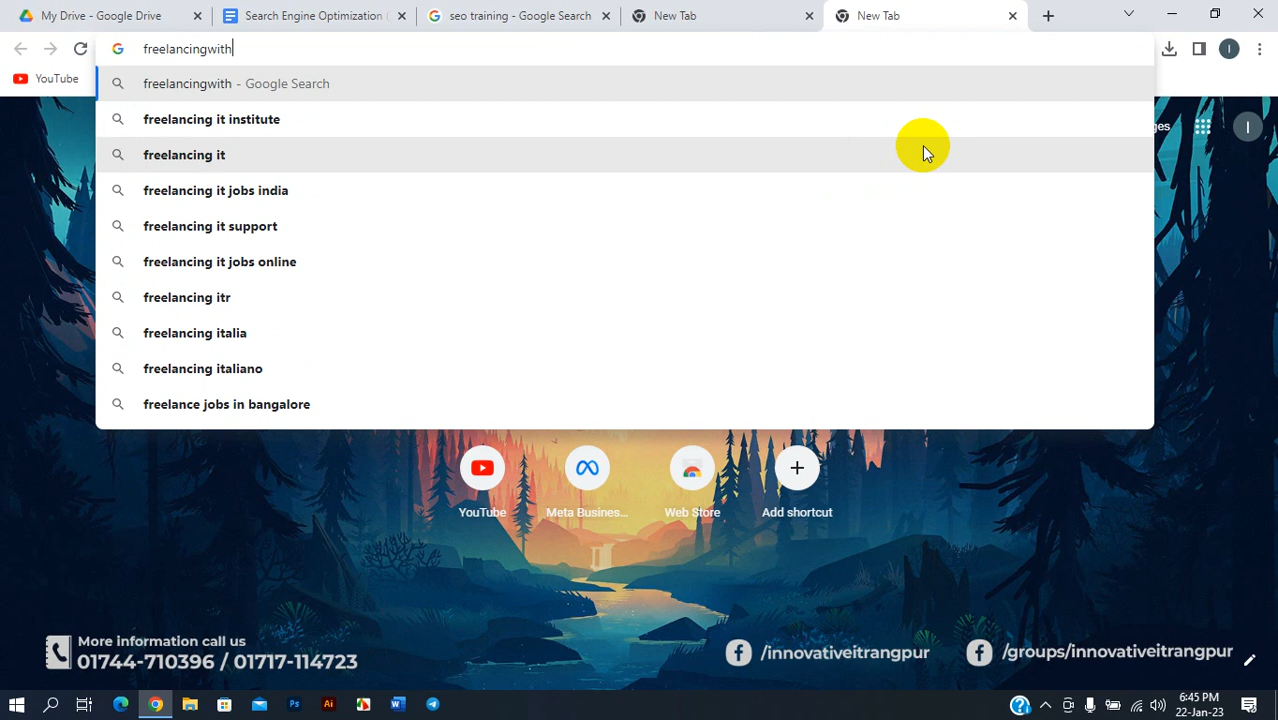 My Drive - Google Drive
Search Engine Optimization (
seo training - Google Search
New Tab
New Tab
freelancingwith
YouTube
freelancingwith - Google Search
freelancing it institute
freelancing it
freelancing it jobs india
freelancing it support
freelancing it jobs online
freelancing itr
freelancing italia
freelancing italiano
freelance jobs in bangalore
I
ges
I
YouTube
Meta Busines...
Web Store
Add shortcut
More information call us
01744-710396 / 01717-114723
/innovativeitrangpur
/groups/innovativeitrangpur
Ps
Ai
W
6:45 PM
22-Jan-23